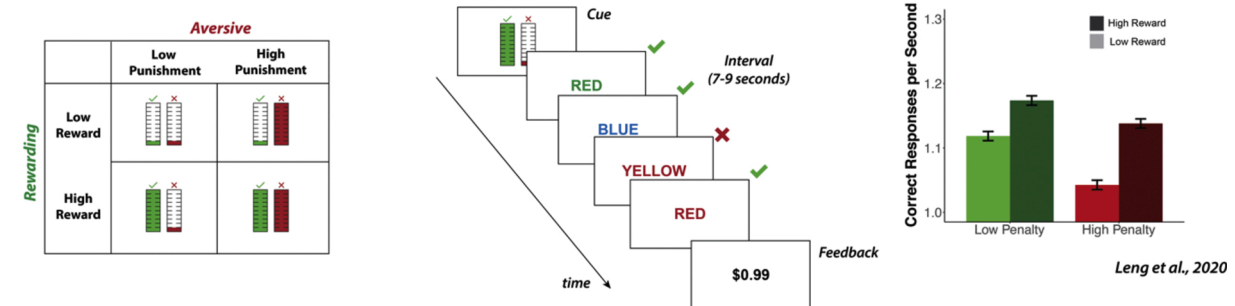 Aversive
Low
Punishment
High
Punishment
Rewarding
Low
Reward
High
Reward
Cue
RED
BLUE
YELLOW
RED
$0.99
Interval
(7-9 seconds)
Feedback
time
Correct Responses per Second
1.3
1.2
1.1
1.0
High Reward
Low Reward
Low Penalty
High Penalty
Leng et al., 2020